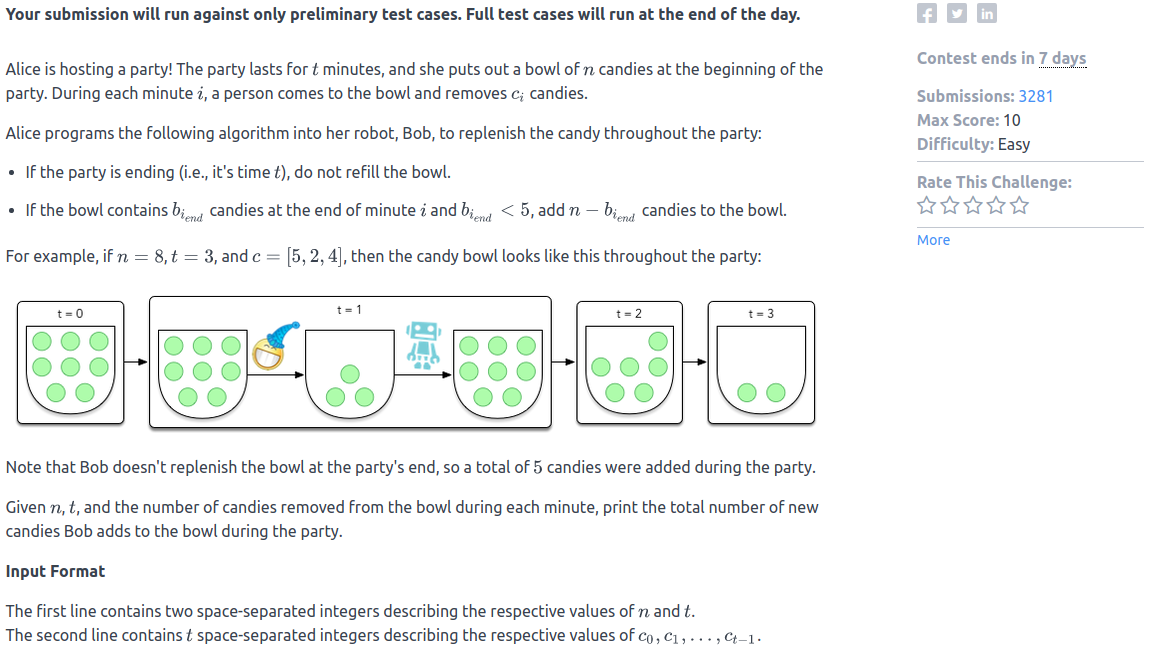 Your submission will run against only preliminary test cases. Full test cases will run at the end of the day.
Alice is hosting a party! The party lasts for t minutes, and she puts out a bowl of n candies at the beginning of the
party. During each minute i, a person comes to the bowl and removes c_i candies.
Alice programs the following algorithm into her robot, Bob, to replenish the candy throughout the party:
• If the party is ending (i.e., it's time t), do not refill the bowl.
• If the bowl contains b_{i_{end}} candies at the end of minute i and b_{i_{end}} < 5, add n − b_{i_{end}} candies to the bowl.
For example, if n = 8, t = 3, and c = [5, 2, 4], then the candy bowl looks like this throughout the party:
t = 0
t = 1
t = 2
t = 3
Note that Bob doesn't replenish the bowl at the party's end, so a total of 5 candies were added during the party.
Given n, t, and the number of candies removed from the bowl during each minute, print the total number of new
candies Bob adds to the bowl during the party.
Input Format
The first line contains two space-separated integers describing the respective values of n and t.
The second line contains t space-separated integers describing the respective values of c_0, c_1, . . . , c_{t−1}.
f
in
Contest ends in 7 days
Submissions: 3281
Max Score: 10
Difficulty: Easy
Rate This Challenge:
More